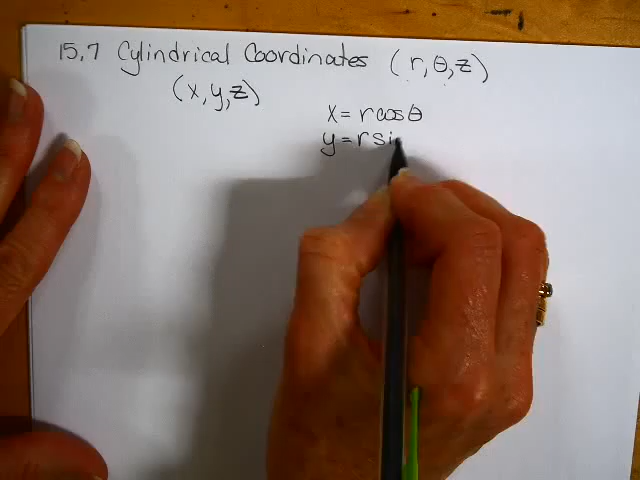 15.7 Cylindrical Coordinates (r, θ, z)
(x, y, z)
x = r cos θ
y = r si